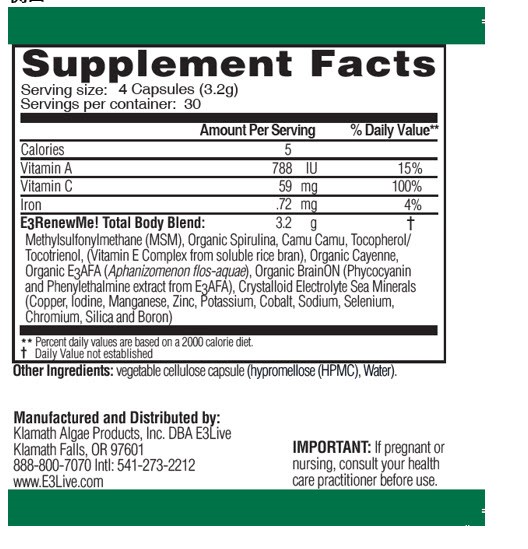 Supplement Facts
Serving size: 4 Capsules (3.2g)
Servings per container: 30
Amount Per Serving % Daily Value**
Calories 5
Vitamin A 788 IU 15%
Vitamin C 59 mg 100%
Iron .72 mg 4%
E3RenewMe! Total Body Blend: 3.2 g †
Methylsulfonylmethane (MSM), Organic Spirulina, Camu Camu, Tocopherol/
Tocotrienol, (Vitamin E Complex from soluble rice bran), Organic Cayenne,
Organic E3AFA (Aphanizomenon flos-aquae), Organic BrainON (Phycocyanin
and Phenylethalmine extract from E3AFA), Crystalloid Electrolyte Sea Minerals
(Copper, Iodine, Manganese, Zinc, Potassium, Cobalt, Sodium, Selenium,
Chromium, Silica and Boron)
** Percent daily values are based on a 2000 calorie diet.
† Daily Value not established
Other Ingredients: vegetable cellulose capsule (hypromellose (HPMC), Water).
Manufactured and Distributed by:
Klamath Algae Products, Inc. DBA E3Live
Klamath Falls, OR 97601
888-800-7070 Intl: 541-273-2212
www.E3Live.com
IMPORTANT: If pregnant or
nursing, consult your health
care practitioner before use.